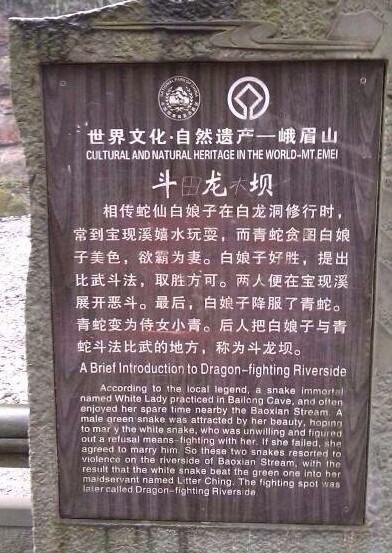 世界文化·自然遗产—峨眉山
CULTURAL AND NATURAL HERITAGE IN THE WORLD-MT.EMEI
斗龙坝
相传蛇仙白娘子在白龙洞修行时，
常到宝现溪嬉水玩耍，而青蛇贪图白娘
子美色，欲霸为妻。白娘子好胜，提出
比武斗法，取胜方可。两人便在宝现溪
展开恶斗。最后，白娘子降服了青蛇。
青蛇变为侍女小青。后人把白娘子与青
蛇斗法比武的地方，称为斗龙坝。
A Brief Introduction to Dragon-fighting Riverside
According to the local legend, a snake immortal
named White Lady practiced in Bailong Cave, and often
enjoyed her spare time nearby the Baoxian Stream. A
male green snake was attracted by her beauty, hoping
to marry the white snake, who was unwilling and figured
out a refusal means-fighting with her. If she failed, she
agreed to marry him. So these two snakes resorted to
violence on the riverside of Baoxian Stream, with the
result that the white snake beat the green one into her
maidservant named Litter Ching. The fighting spot was
later called Dragon-fighting Riverside.